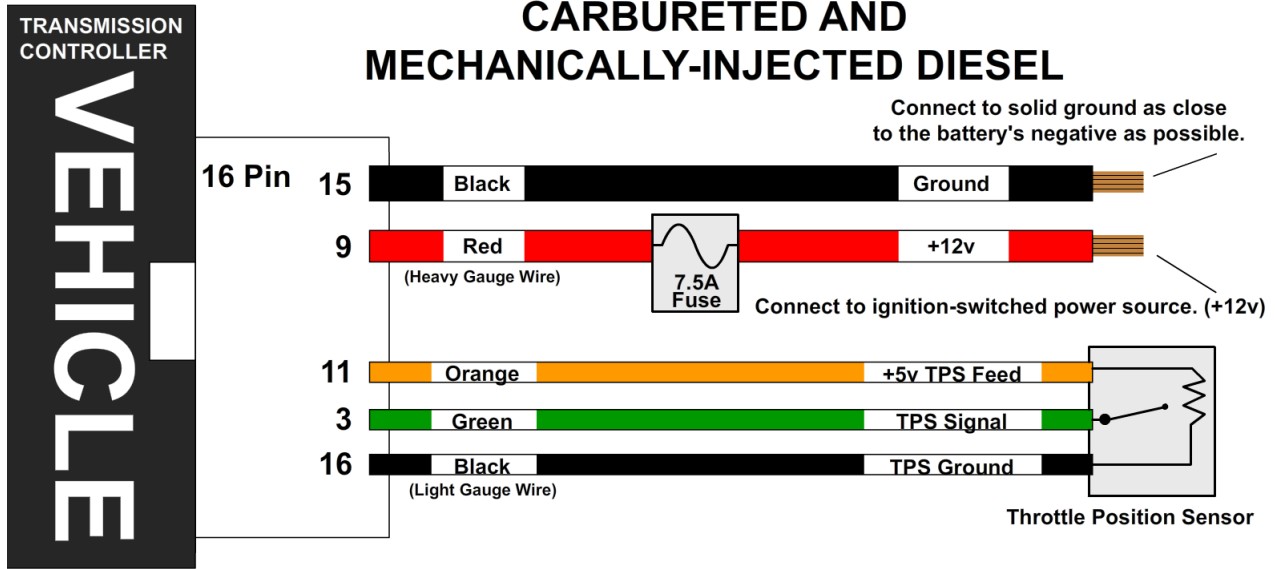 CARBURETED AND
MECHANICALLY-INJECTED DIESEL
TRANSMISSION
CONTROLLER
VEHICLE
Connect to solid ground as close
to the battery's negative as possible.
16 Pin
15 Black Ground
9 Red +12v
(Heavy Gauge Wire)
7.5A
Fuse
Connect to ignition-switched power source. (+12v)
11 Orange +5v TPS Feed
3 Green TPS Signal
16 Black TPS Ground
(Light Gauge Wire)
Throttle Position Sensor